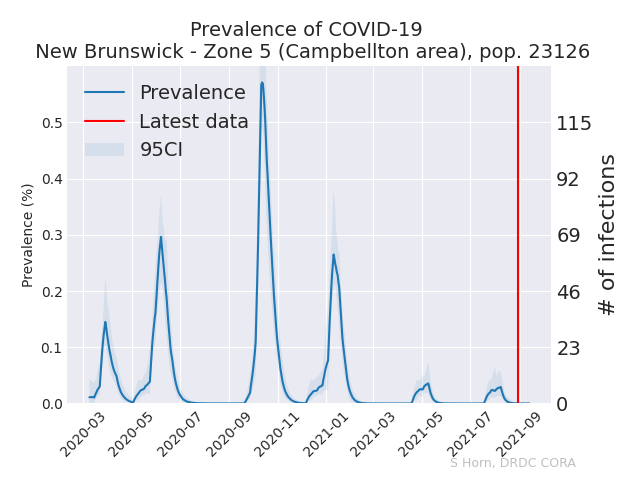 Prevalence of COVID-19
New Brunswick - Zone 5 (Campbellton area), pop. 23126
Prevalence
Latest data
95CI
Prevalence (%)
0.5
0.4
0.3
0.2
0.1
0.0
115
92
69
46
23
0
# of infections
2020-03
2020-05
2020-07
2020-09
2020-11
2021-01
2021-03
2021-05
2021-07
2021-09
S Horn, DRDC CORA